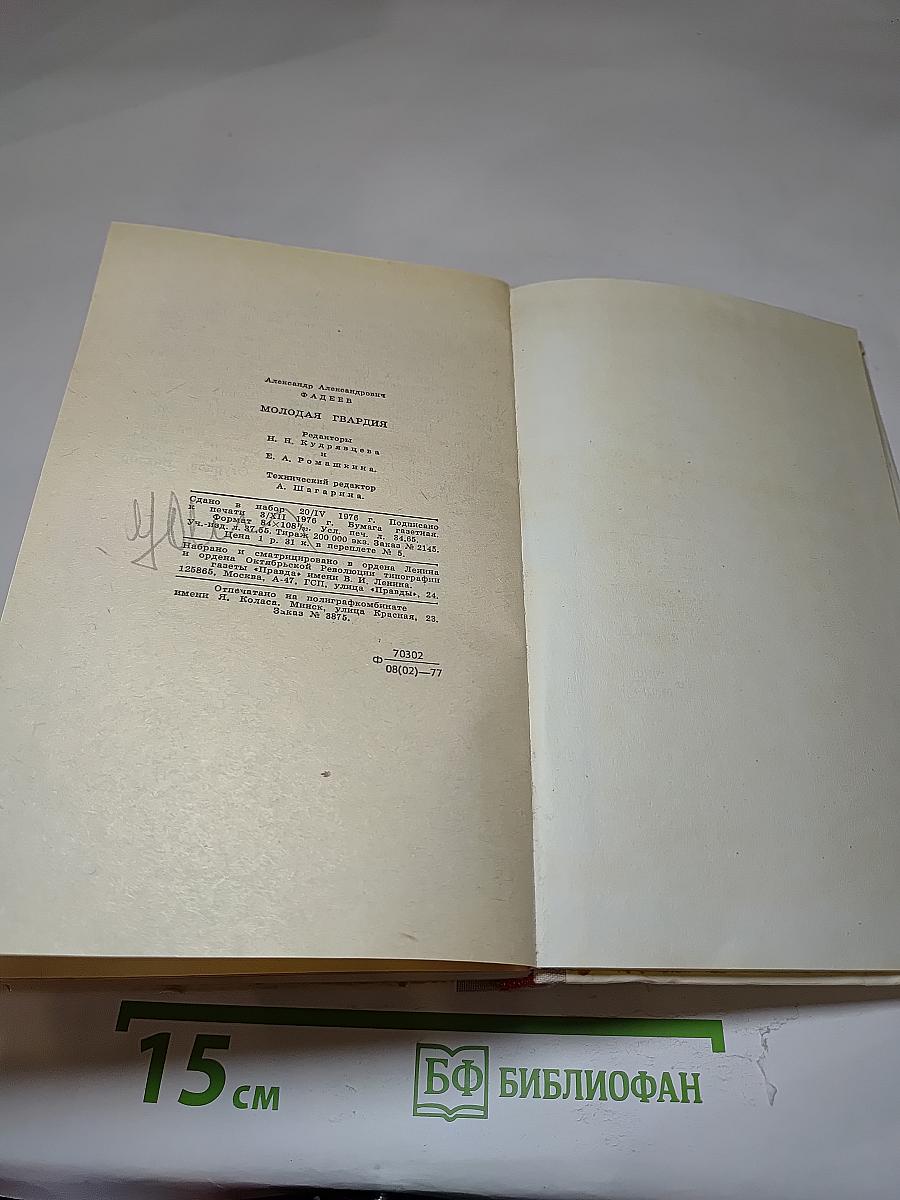 Александр Александрович
ФАДЕЕВ
МОЛОДАЯ ГВАРДИЯ
Редакторы
Н. Н. Кудрявцева
и
Е. А. Ромашкина.
Технический редактор
А. Шагарина.
Сдано в набор 20/IV 1976 г. Подписано
к печати 3/XII 1976 г. Бумага газетная.
Формат 84×108¹/₃₂. Усл. печ. л. 34,65.
Уч.-изд. л. 37,55. Тираж 200 000 экз. Заказ № 2145.
Цена 1 р. 31 к. в переплете № 5.
Набрано и сматрицировано в ордена Ленина
и ордена Октябрьской Революции типографии
газеты «Правда» имени В. И. Ленина.
125865, Москва, А-47, ГСП, улица «Правды», 24.
Отпечатано на полиграфкомбинате
имени Я. Коласа, Минск, улица Красная, 23.
Заказ № 3875.
70302
Ф
08(02)—77
15 см
БФ БИБЛИОФАН